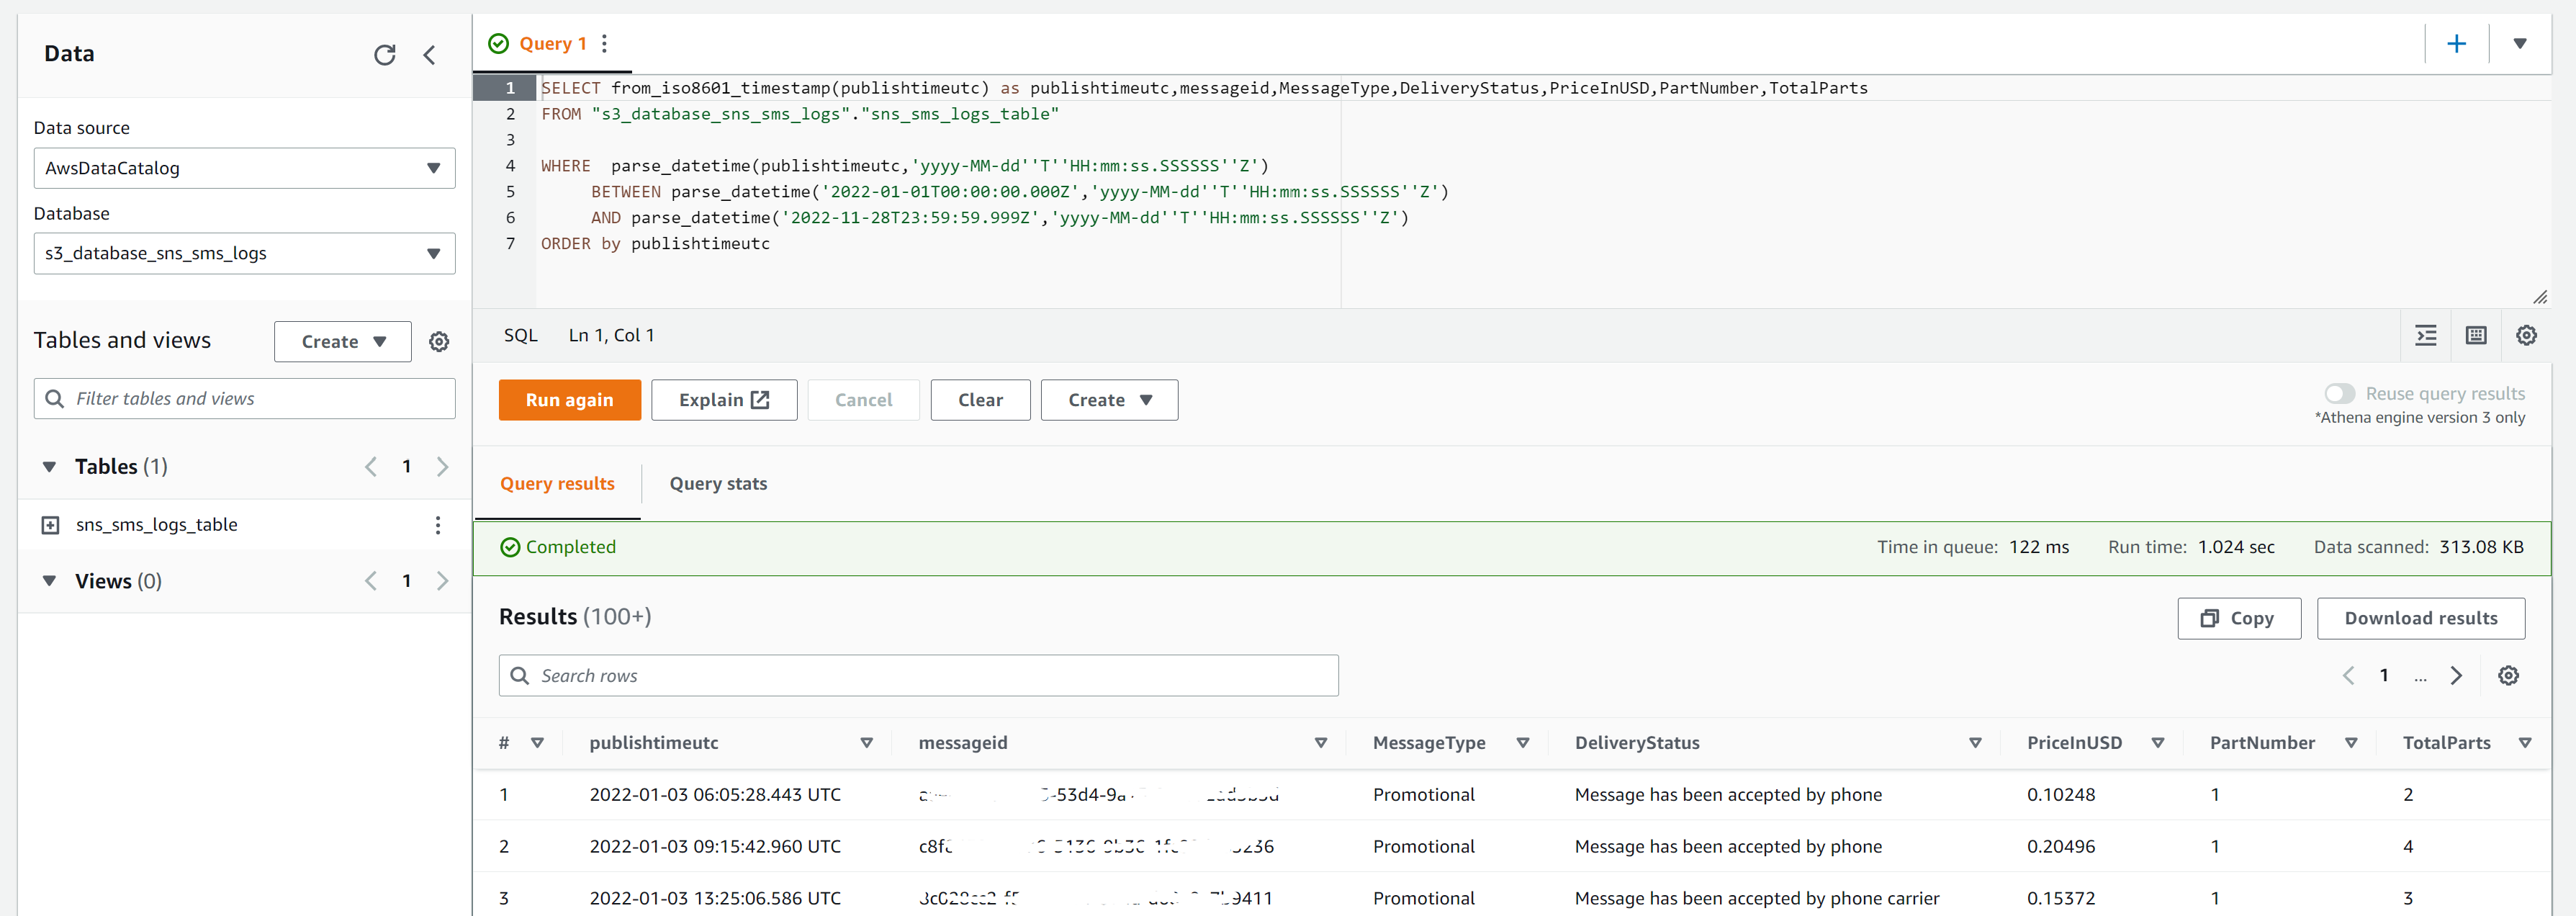 Data
Data source
AwsDataCatalog
Database
s3_database_sns_sms_logs
Tables and views
Create
Filter tables and views
Tables (1)
1
sns_sms_logs_table
Views (0)
1
Query 1
1 SELECT from_iso8601_timestamp(publishtimeutc) as publishtimeutc,messageid,MessageType,DeliveryStatus,PriceInUSD,PartNumber,TotalParts
2 FROM "s3_database_sns_sms_logs"."sns_sms_logs_table"
3
4 WHERE  parse_datetime(publishtimeutc,'yyyy-MM-dd''T''HH:mm:ss.SSSSSS''Z')
5      BETWEEN parse_datetime('2022-01-01T00:00:00.000Z','yyyy-MM-dd''T''HH:mm:ss.SSSSSS''Z')
6      AND parse_datetime('2022-11-28T23:59:59.999Z','yyyy-MM-dd''T''HH:mm:ss.SSSSSS''Z')
7 ORDER by publishtimeutc
SQL Ln 1, Col 1
Run again Explain Cancel Clear Create
Reuse query results
*Athena engine version 3 only
Query results Query stats
Completed Time in queue: 122 ms Run time: 1.024 sec Data scanned: 313.08 KB
Results (100+)
Copy Download results
Search rows
1 ...
# publishtimeutc messageid MessageType DeliveryStatus PriceInUSD PartNumber TotalParts
1 2022-01-03 06:05:28.443 UTC Promotional Message has been accepted by phone 0.10248 1 2
2 2022-01-03 09:15:42.960 UTC Promotional Message has been accepted by phone 0.20496 1 4
3 2022-01-03 13:25:06.586 UTC Promotional Message has been accepted by phone carrier 0.15372 1 3